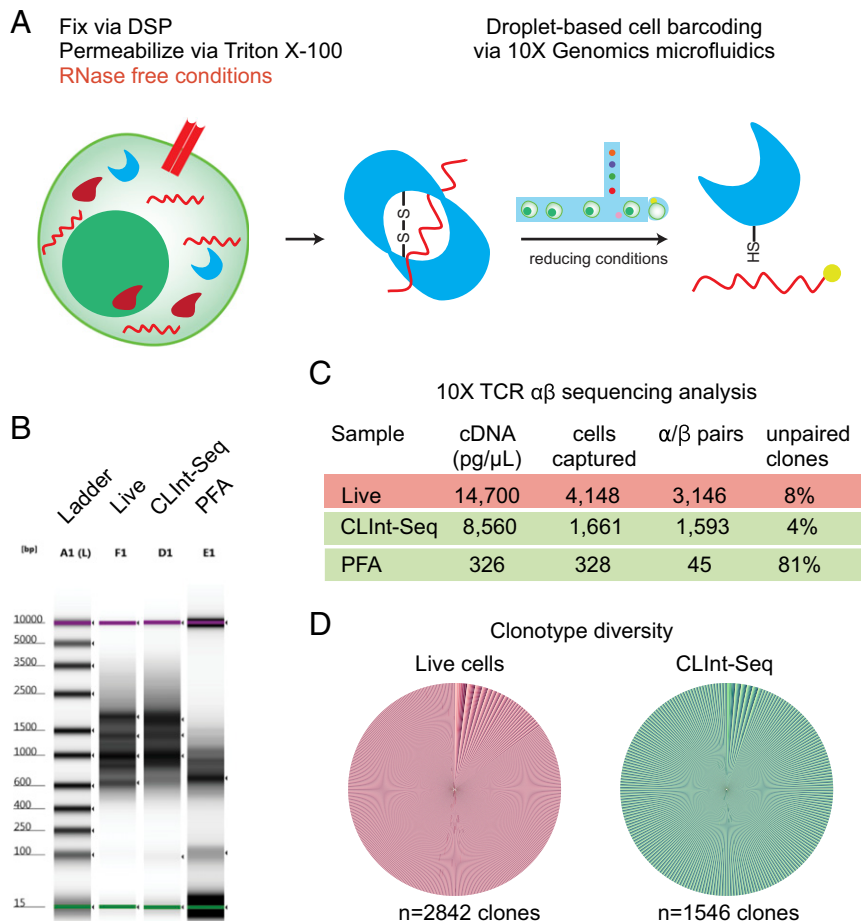 A
Fix via DSP
Permeabilize via Triton X-100
RNase free conditions
Droplet-based cell barcoding
via 10X Genomics microfluidics
S
S
reducing conditions
HS
B
Ladder
Live
CLInt-Seq
PFA
[bp]
A1 (L)
F1
D1
E1
10000
5000
3500
2500
1500
1000
600
400
250
100
15
C
10X TCR αβ sequencing analysis
Sample cDNA (pg/μL) cells captured α/β pairs unpaired clones
Live 14,700 4,148 3,146 8%
CLInt-Seq 8,560 1,661 1,593 4%
PFA 326 328 45 81%
D
Clonotype diversity
Live cells
CLInt-Seq
n=2842 clones
n=1546 clones